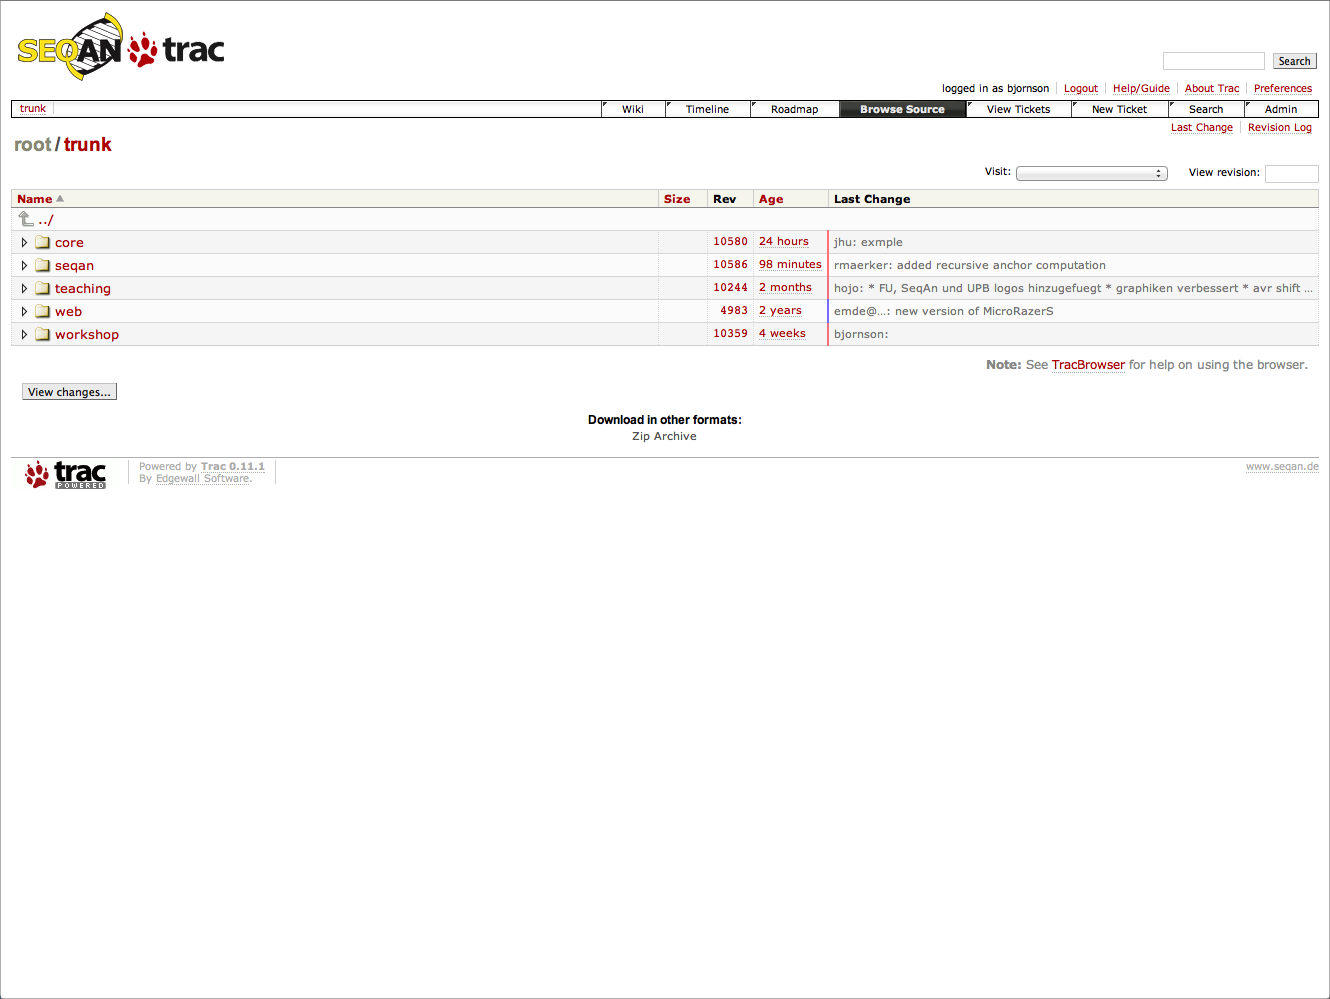 SEQAN trac
Search
logged in as bjornson Logout Help/Guide About Trac Preferences
trunk Wiki Timeline Roadmap Browse Source View Tickets New Ticket Search Admin
Last Change Revision Log
root / trunk
Visit: View revision:
Name Size Rev Age Last Change
../
core 10580 24 hours jhu: exmple
seqan 10586 98 minutes rmaerker: added recursive anchor computation
teaching 10244 2 months hojo: * FU, SeqAn und UPB logos hinzugefuegt * graphiken verbessert * avr shift ...
web 4983 2 years emde@...: new version of MicroRazerS
workshop 10359 4 weeks bjornson:
Note: See TracBrowser for help on using the browser.
View changes...
Download in other formats:
Zip Archive
trac POWERED
Powered by Trac 0.11.1
By Edgewall Software.
www.seqan.de